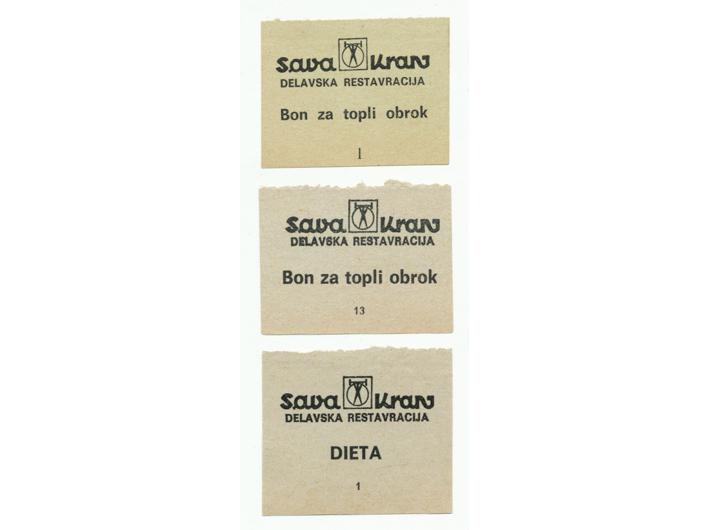 Sava Kranj
DELAVSKA RESTAVRACIJA
Bon za topli obrok
1
Sava Kranj
DELAVSKA RESTAVRACIJA
Bon za topli obrok
13
Sava Kranj
DELAVSKA RESTAVRACIJA
DIETA
1